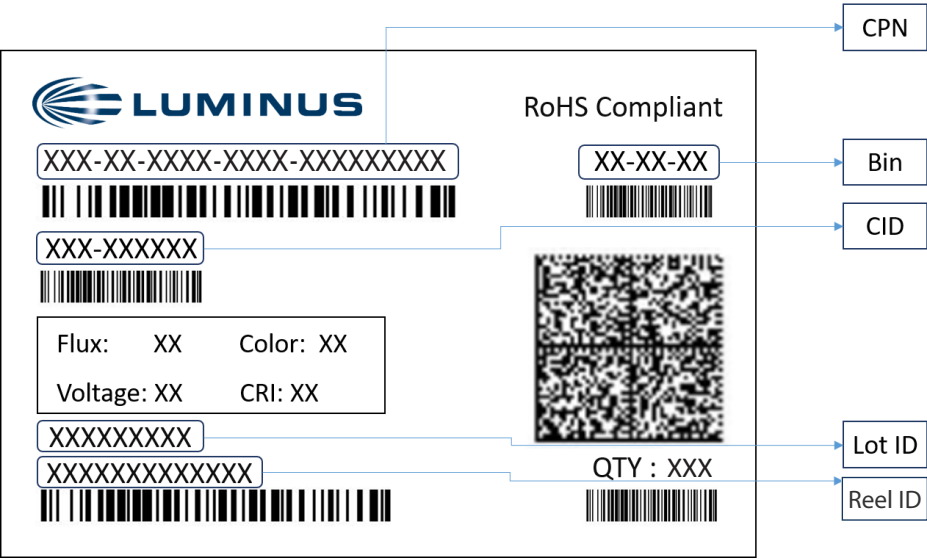 CPN
LUMINUS
RoHS Compliant
XXX-XX-XXXX-XXXX-XXXXXXXXX
XX-XX-XX
Bin
CID
XXX-XXXXXX
Flux: XX Color: XX
Voltage: XX CRI: XX
XXXXXXXXX
Lot ID
XXXXXXXXXXXXX
QTY : XXX
Reel ID